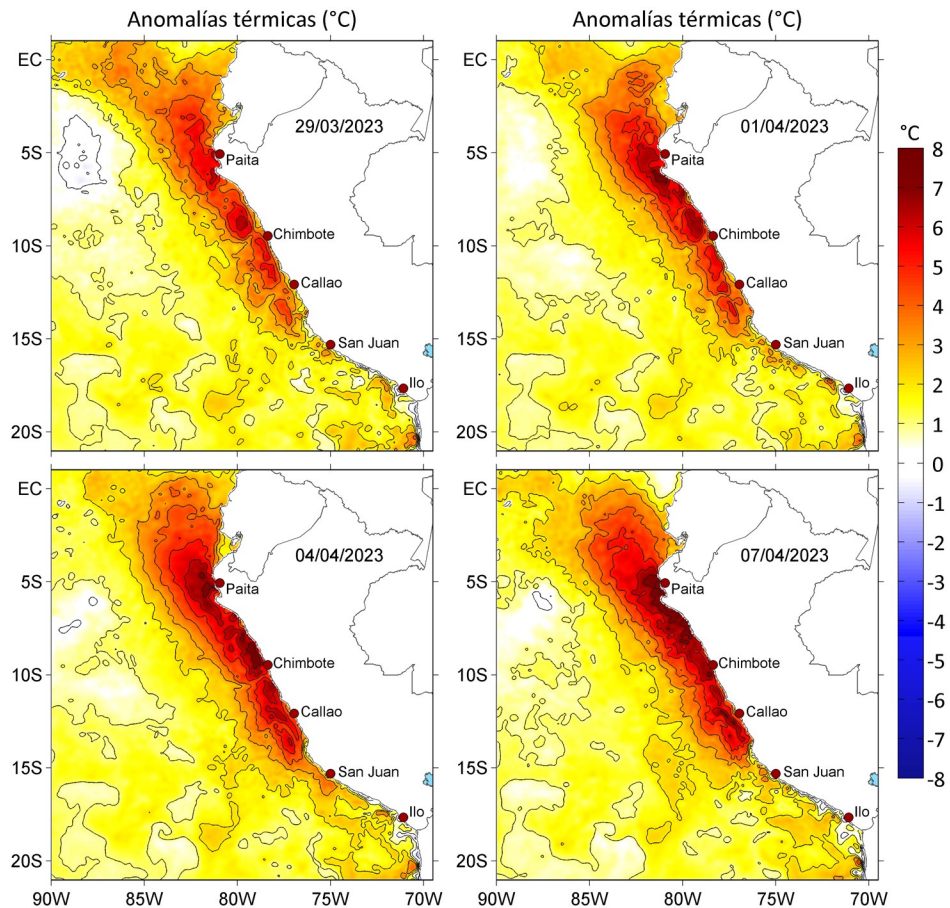 Anomalías térmicas (°C)
Anomalías térmicas (°C)
EC
5S
10S
15S
20S
29/03/2023
Paita
Chimbote
Callao
San Juan
Ilo
01/04/2023
Paita
Chimbote
Callao
San Juan
Ilo
EC
5S
10S
15S
20S
04/04/2023
Paita
Chimbote
Callao
San Juan
Ilo
90W 85W 80W 75W 70W
EC
5S
10S
15S
20S
07/04/2023
Paita
Chimbote
Callao
San Juan
Ilo
90W 85W 80W 75W 70W
EC
5S
10S
15S
20S
°C
8
7
6
5
4
3
2
1
0
-1
-2
-3
-4
-5
-6
-7
-8